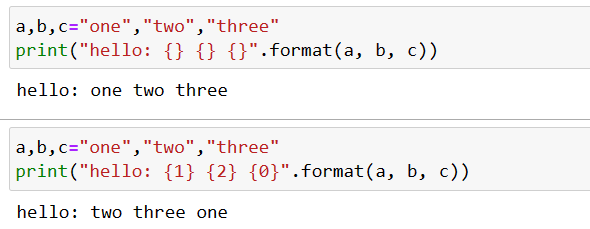 a,b,c="one","two","three"
print("hello: {} {} {}".format(a, b, c))
hello: one two three
a,b,c="one","two","three"
print("hello: {1} {2} {0}".format(a, b, c))
hello: two three one